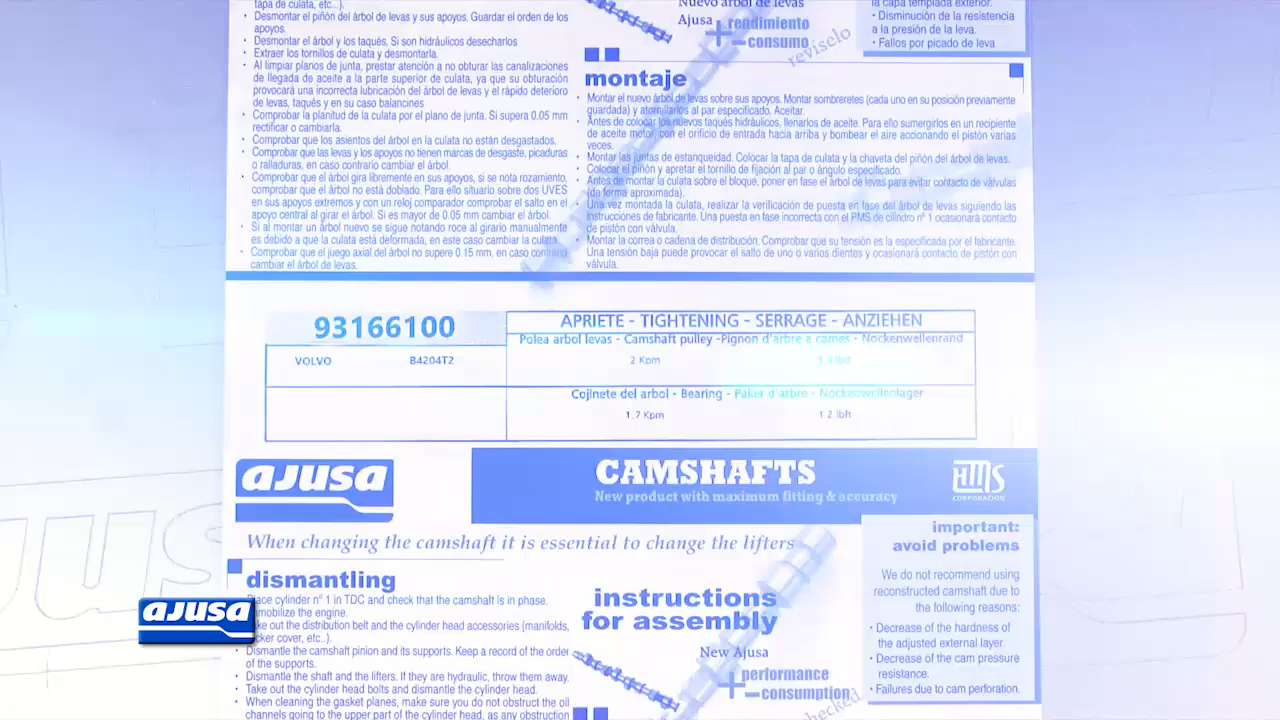 tapa de culata, etc..).
• Desmontar el piñón del árbol de levas y sus apoyos. Guardar el orden de los
apoyos.
• Desmontar el árbol y los taqués. Si son hidráulicos desecharlos
• Extraer los tornillos de culata y desmontarla.
• Al limpiar planos de junta, prestar atención a no obturar las canalizaciones
de llegada de aceite a la parte superior de culata, ya que su obturación
provocará una incorrecta lubricación del árbol de levas y el rápido deterioro
de levas, taqués y en su caso balancines
• Comprobar la planitud de la culata por el plano de junta. Si supera 0.05 mm
rectificar o cambiarla.
• Comprobar que los asientos del árbol en la culata no están desgastados.
• Comprobar que las levas y los apoyos no tienen marcas de desgaste, picaduras
o ralladuras, en caso contrario cambiar el árbol.
• Comprobar que el árbol gira libremente en sus apoyos, si se nota rozamiento,
comprobar que el árbol no está doblado. Para ello situarlo sobre dos UVES
en sus apoyos extremos y con un reloj comparador comprobar el salto en el
apoyo central al girar el árbol. Si es mayor de 0.05 mm cambiar el árbol.
• Si al montar un árbol nuevo se sigue notando roce al girarlo manualmente
es debido a que la culata está deformada, en este caso cambiar la culata.
• Comprobar que el juego axial del árbol no supere 0.15 mm, en caso contrario
cambiar el árbol de levas.
Nuevo árbol de levas
Ajusa
+ rendimiento
– consumo
reviselo
la capa templada exterior.
• Disminución de la resistencia
a la presión de la leva.
• Fallos por picado de leva
montaje
• Montar el nuevo árbol de levas sobre sus apoyos. Montar sombreretes (cada uno en su posición previamente
guardada) y atornillarlos al par especificado. Aceitar.
• Antes de colocar los nuevos taqués hidráulicos, llenarlos de aceite. Para ello sumergirlos en un recipiente
de aceite motor, con el orificio de entrada hacia arriba y bombear el aire accionando el pistón varias
veces.
• Montar las juntas de estanqueidad. Colocar la tapa de culata y la chaveta del piñón del árbol de levas.
• Colocar el piñón y apretar el tornillo de fijación al par o ángulo especificado.
• Antes de montar la culata sobre el bloque, poner en fase el árbol de levas para evitar contacto de válvulas
(de forma aproximada).
• Una vez montada la culata, realizar la verificación de puesta en fase del árbol de levas siguiendo las
instrucciones de fabricante. Una puesta en fase incorrecta con el PMS de cilindro nº 1 ocasionará contacto
de pistón con válvula.
• Montar la correa o cadena de distribución. Comprobar que su tensión es la especificada por el fabricante.
Una tensión baja puede provocar el salto de uno o varios dientes y ocasionará contacto de pistón con
válvula.
93166100
VOLVO B4204T2
APRIETE - TIGHTENING - SERRAGE - ANZIEHEN
Polea arbol levas - Camshaft pulley -Pignon d'arbre a cames - Nockenwellenrand
2 Kpm lbft
Cojinete del arbol - Bearing - Palier d'arbre - Nockenwellenlager
1.7 Kpm 12 lbft
ajusa
CAMSHAFTS
New product with maximum fitting & accuracy
HMS
CORPORACION
When changing the camshaft it is essential to change the lifters
dismantling
Place cylinder nº 1 in TDC and check that the camshaft is in phase.
mobilize the engine.
ke out the distribution belt and the cylinder head accessories (manifolds,
cker cover, etc..).
• Dismantle the camshaft pinion and its supports. Keep a record of the order
of the supports.
• Dismantle the shaft and the lifters. If they are hydraulic, throw them away.
• Take out the cylinder head bolts and dismantle the cylinder head.
• When cleaning the gasket planes, make sure you do not obstruct the oil
channels going to the upper part of the cylinder head, as any obstruction
instructions
for assembly
New Ajusa
+ performance
– consumption
checked
important:
avoid problems
We do not recommend using
reconstructed camshaft due to
the following reasons:
• Decrease of the hardness of
the adjusted external layer.
• Decrease of the cam pressure
resistance.
• Failures due to cam perforation.
ajusa
ajusa